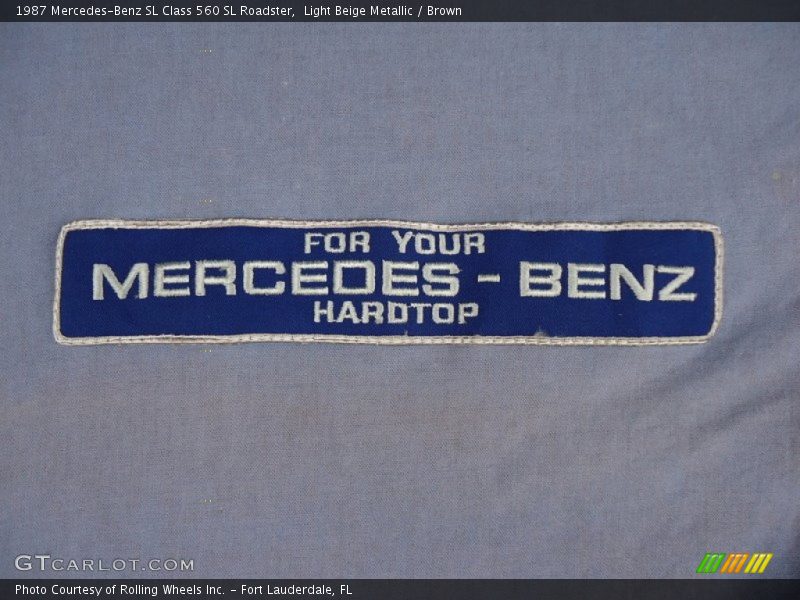 1987 Mercedes-Benz SL Class 560 SL Roadster,  Light Beige Metallic / Brown
FOR YOUR
MERCEDES - BENZ
HARDTOP
GTCARLOT.COM
Photo Courtesy of Rolling Wheels Inc. - Fort Lauderdale, FL